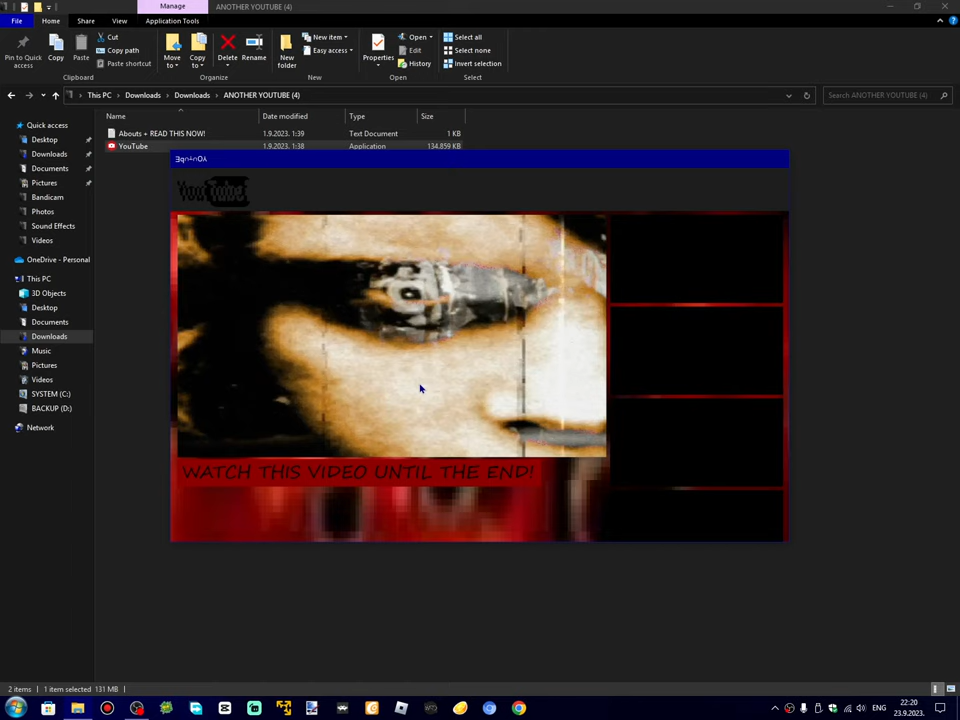 Manage
ANOTHER YOUTUBE (4)
File
Home
Share
View
Application Tools
Pin to Quick access
Copy
Paste
Cut
Copy path
Paste shortcut
Clipboard
Move to
Copy to
Delete
Rename
Organize
New folder
New item
Easy access
New
Properties
Open
Edit
History
Open
Select all
Select none
Invert selection
Select
This PC
Downloads
Downloads
ANOTHER YOUTUBE (4)
Search ANOTHER YOUTUBE (4)
Name
Date modified
Type
Size
Abouts + READ THIS NOW!
1.9.2023. 1:39
Text Document
1 KB
YouTube
1.9.2023. 1:38
Application
134.859 KB
Quick access
Desktop
Downloads
Documents
Pictures
Bandicam
Photos
Sound Effects
Videos
OneDrive - Personal
This PC
3D Objects
Desktop
Documents
Downloads
Music
Pictures
Videos
SYSTEM (C:)
BACKUP (D:)
Network
YouTube
WATCH THIS VIDEO UNTIL THE END!
2 items
1 item selected 131 MB
ENG
22:20
23.9.2023.